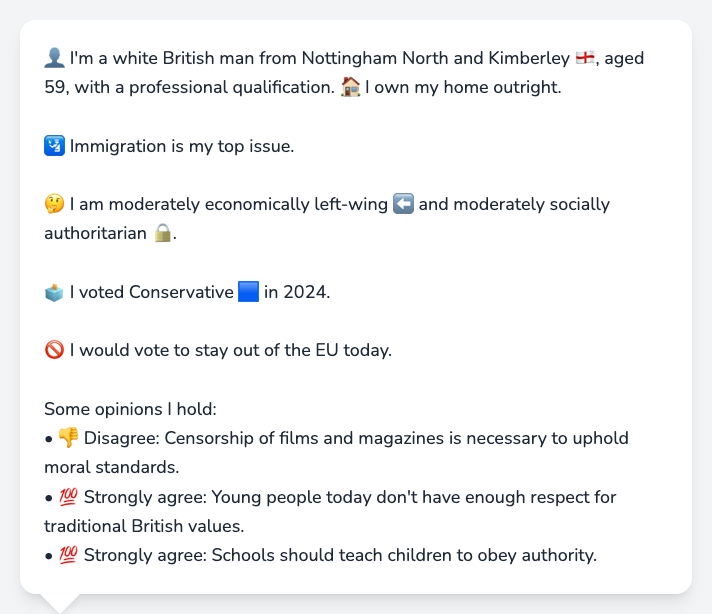 👤 I'm a white British man from Nottingham North and Kimberley 🏴󠁧󠁢󠁥󠁮󠁧󠁿, aged
59, with a professional qualification. 🏠 I own my home outright.
🛂 Immigration is my top issue.
🤔 I am moderately economically left-wing ⬅️ and moderately socially
authoritarian 🔒.
🗳️ I voted Conservative 🟦 in 2024.
🚫 I would vote to stay out of the EU today.
Some opinions I hold:
• 👎 Disagree: Censorship of films and magazines is necessary to uphold
moral standards.
• 💯 Strongly agree: Young people today don't have enough respect for
traditional British values.
• 💯 Strongly agree: Schools should teach children to obey authority.